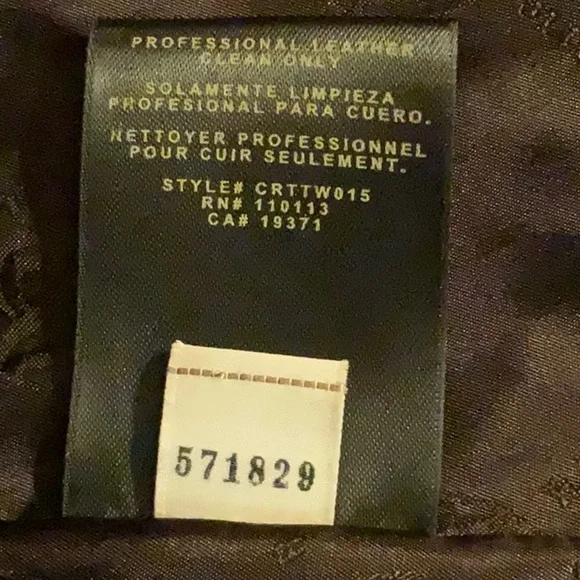 PROFESSIONAL LEATHER
CLEAN ONLY
SOLAMENTE LIMPIEZA
PROFESIONAL PARA CUERO.
NETTOYER PROFESSIONNEL
POUR CUIR SEULEMENT.
STYLE# CRTTW015
RN# 110113
CA# 19371
571829